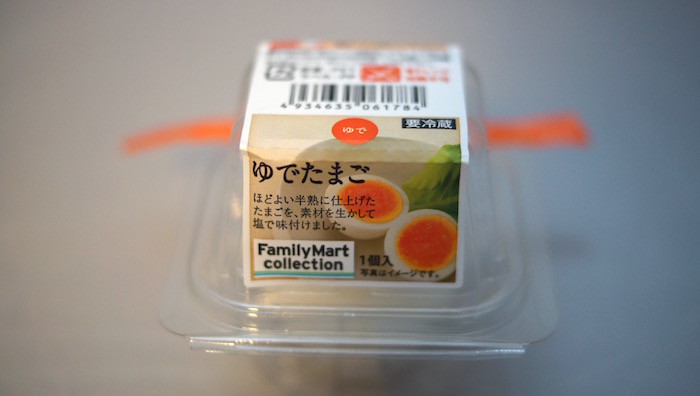 4 934635 061784
ゆで
要冷蔵
ゆでたまご
ほどよい半熟に仕上げた
たまごを、素材を生かして
塩で味付けました。
FamilyMart
collection
1個入
写真はイメージです。